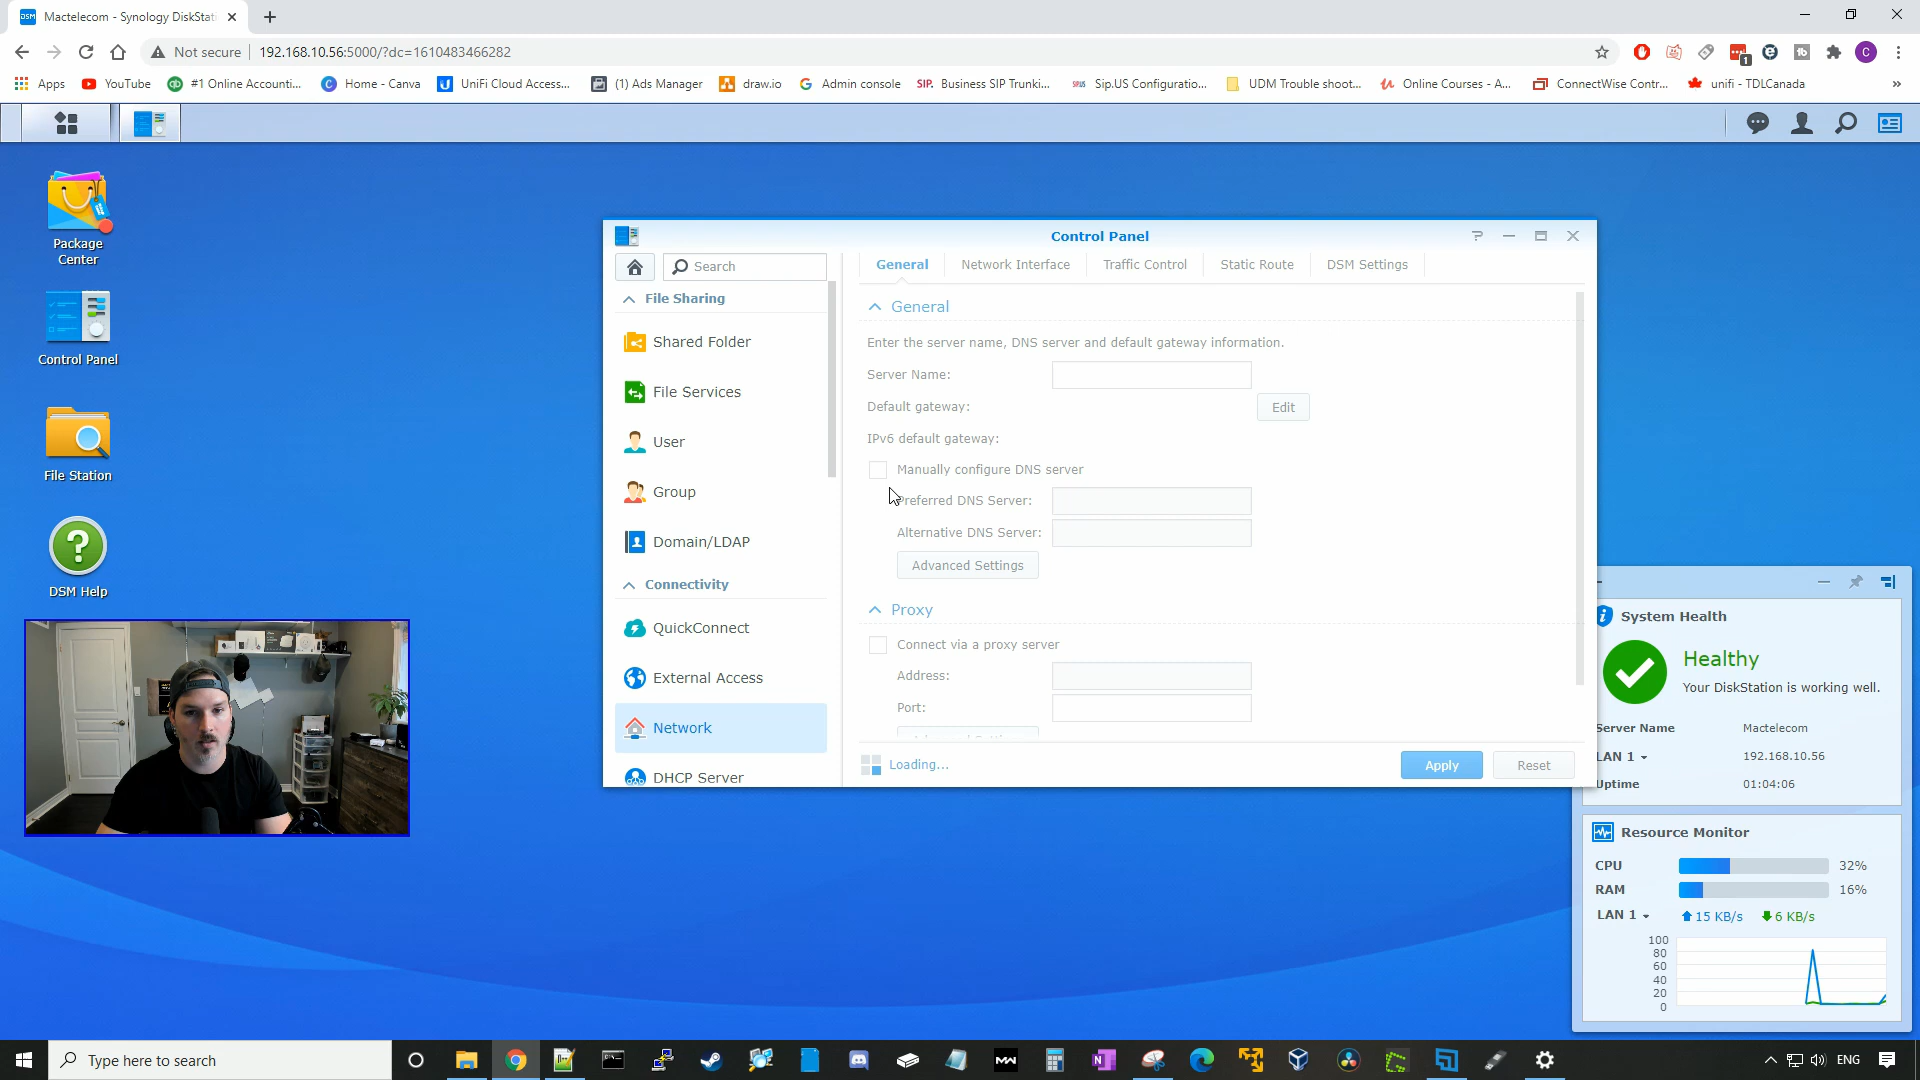 Mactelecom - Synology DiskStat
Not secure
192.168.10.56:5000/?dc=1610483466282
1
C
Apps
YouTube
#1 Online Accounti...
Home - Canva
UniFi Cloud Access...
(1) Ads Manager
draw.io
Admin console
SIP. Business SIP Trunki...
Sip.US Configuratio...
UDM Trouble shoot...
Online Courses - A...
ConnectWise Contr...
unifi - TDLCanada
Package
Center
Control Panel
File Station
DSM Help
Control Panel
Search
File Sharing
Shared Folder
File Services
User
Group
Domain/LDAP
Connectivity
QuickConnect
External Access
Network
DHCP Server
General
Network Interface
Traffic Control
Static Route
DSM Settings
General
Enter the server name, DNS server and default gateway information.
Server Name:
Default gateway:
Edit
IPv6 default gateway:
Manually configure DNS server
Preferred DNS Server:
Alternative DNS Server:
Advanced Settings
Proxy
Connect via a proxy server
Address:
Port:
Loading...
Apply
Reset
System Health
Healthy
Your DiskStation is working well.
Server Name
Mactelecom
LAN 1
192.168.10.56
Uptime
01:04:06
Resource Monitor
CPU
32%
RAM
16%
LAN 1
15 KB/s
6 KB/s
100
80
60
40
20
0
Type here to search
ENG